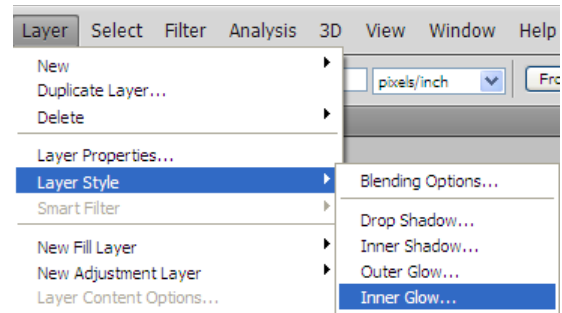 Layer Select Filter Analysis 3D View Window Help
pixels/inch
New
Duplicate Layer...
Delete
Layer Properties...
Layer Style
Smart Filter
New Fill Layer
New Adjustment Layer
Layer Content Options...
Blending Options...
Drop Shadow...
Inner Shadow...
Outer Glow...
Inner Glow...